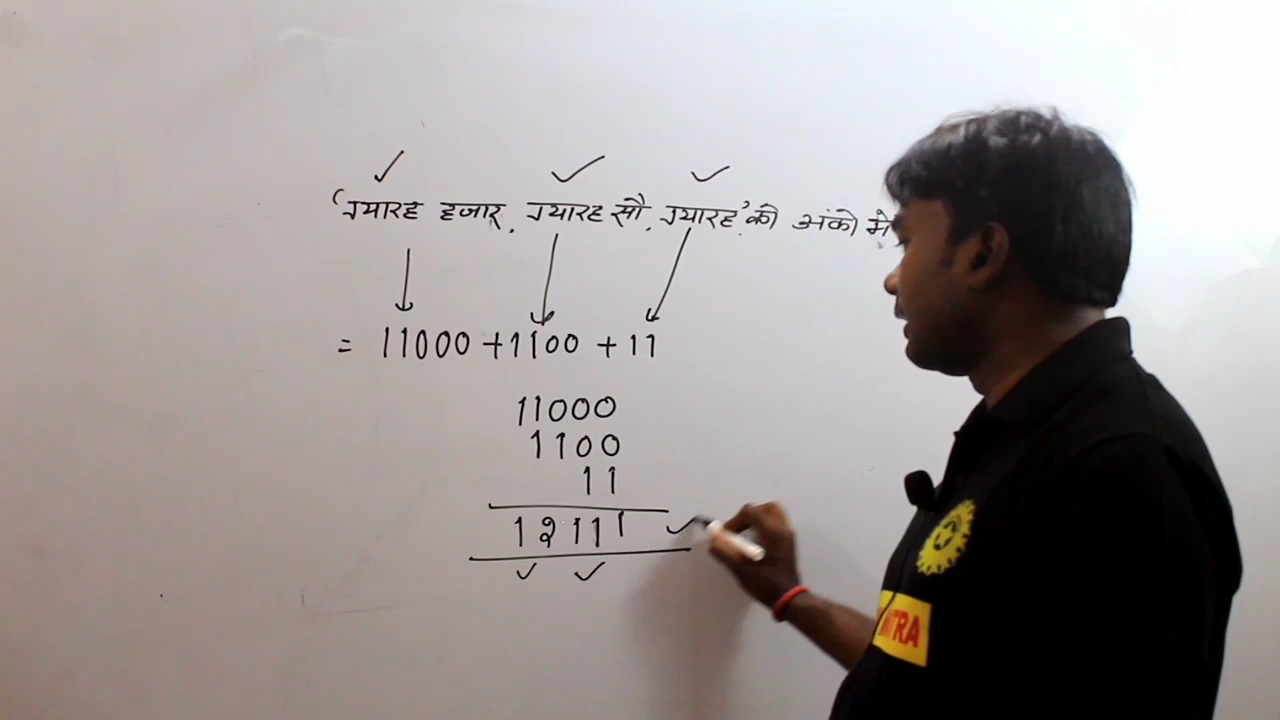 'ग्यारह हजार, ग्यारह सौ, ग्यारह' को अंको मे
= 11000 + 1100 + 11
11000
1100
11
12111